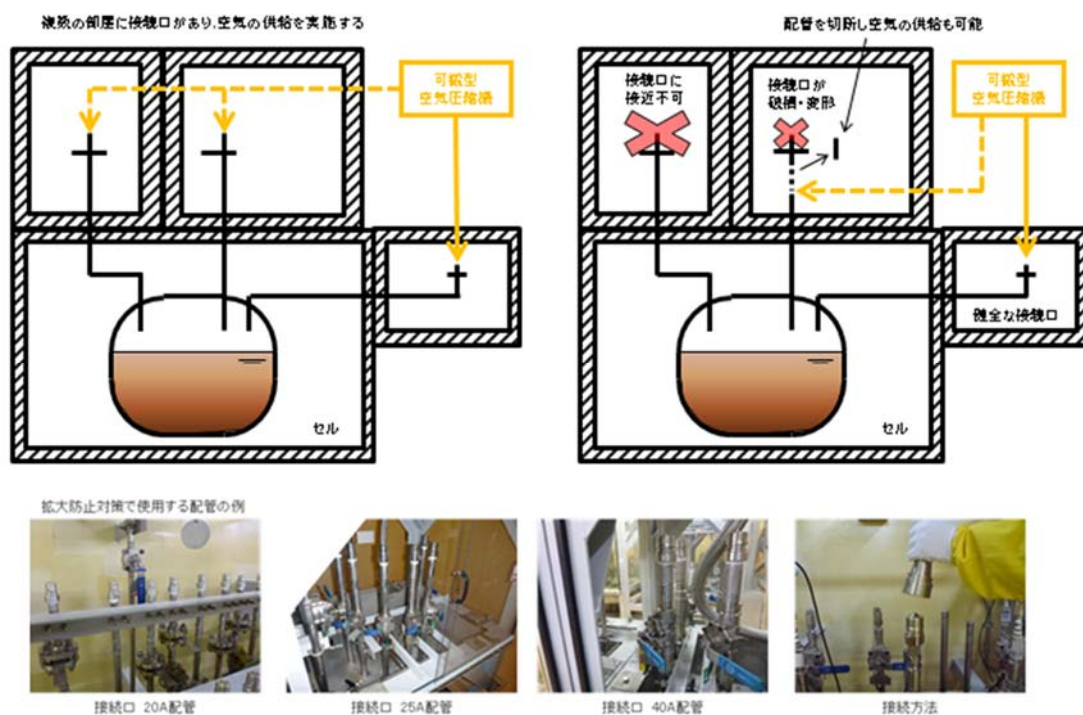 複数の部屋に接続口があり、空気の供給を実施する
配管を切断し空気の供給も可能
可搬型
空気圧縮機
接続口に
接近不可
接続口が
破損・変形
可搬型
空気圧縮機
健全な接続口
セル
セル
拡大防止対策で使用する配管の例
接続口 20A配管
接続口 25A配管
接続口 40A配管
接続方法